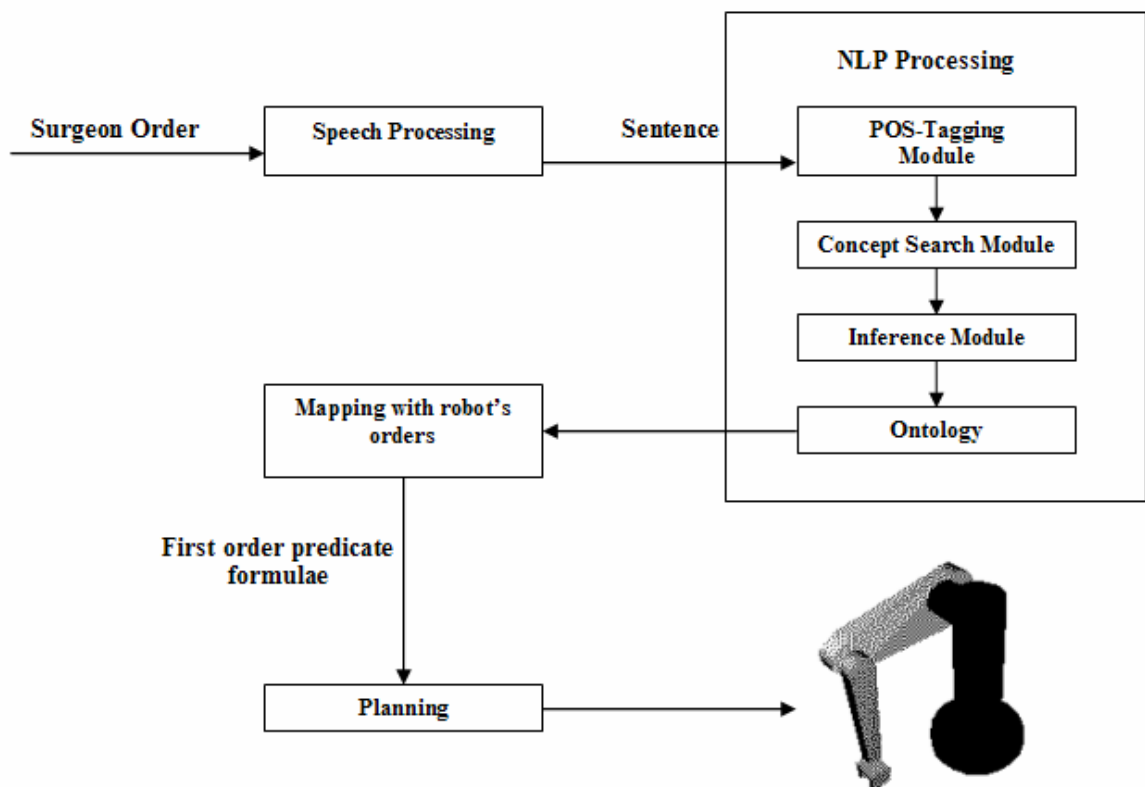 NLP Processing
Surgeon Order
Speech Processing
Sentence
POS-Tagging
Module
Concept Search Module
Inference Module
Mapping with robot's
orders
Ontology
First order predicate
formulae
Planning